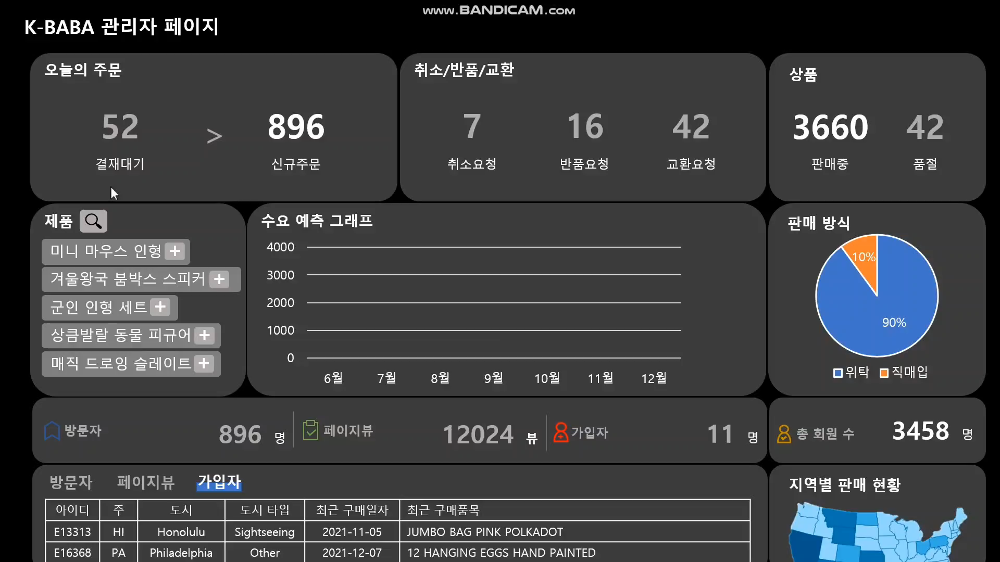 www.BANDICAM.com
K-BABA 관리자 페이지
오늘의 주문
52 > 896
결재대기 신규주문
취소/반품/교환
7 16 42
취소요청 반품요청 교환요청
상품
3660 42
판매중 품절
제품
미니 마우스 인형 +
겨울왕국 붐박스 스피커 +
군인 인형 세트 +
상큼발랄 동물 피규어 +
매직 드로잉 슬레이트 +
수요 예측 그래프
4000
3000
2000
1000
0
6월 7월 8월 9월 10월 11월 12월
판매 방식
10%
90%
위탁 직매입
방문자 896 명 페이지뷰 12024 뷰 가입자 11 명 총 회원 수 3458 명
방문자 페이지뷰 가입자
아이디 주 도시 도시 타입 최근 구매일자 최근 구매품목
E13313 HI Honolulu Sightseeing 2021-11-05 JUMBO BAG PINK POLKADOT
E16368 PA Philadelphia Other 2021-12-07 12 HANGING EGGS HAND PAINTED
지역별 판매 현황